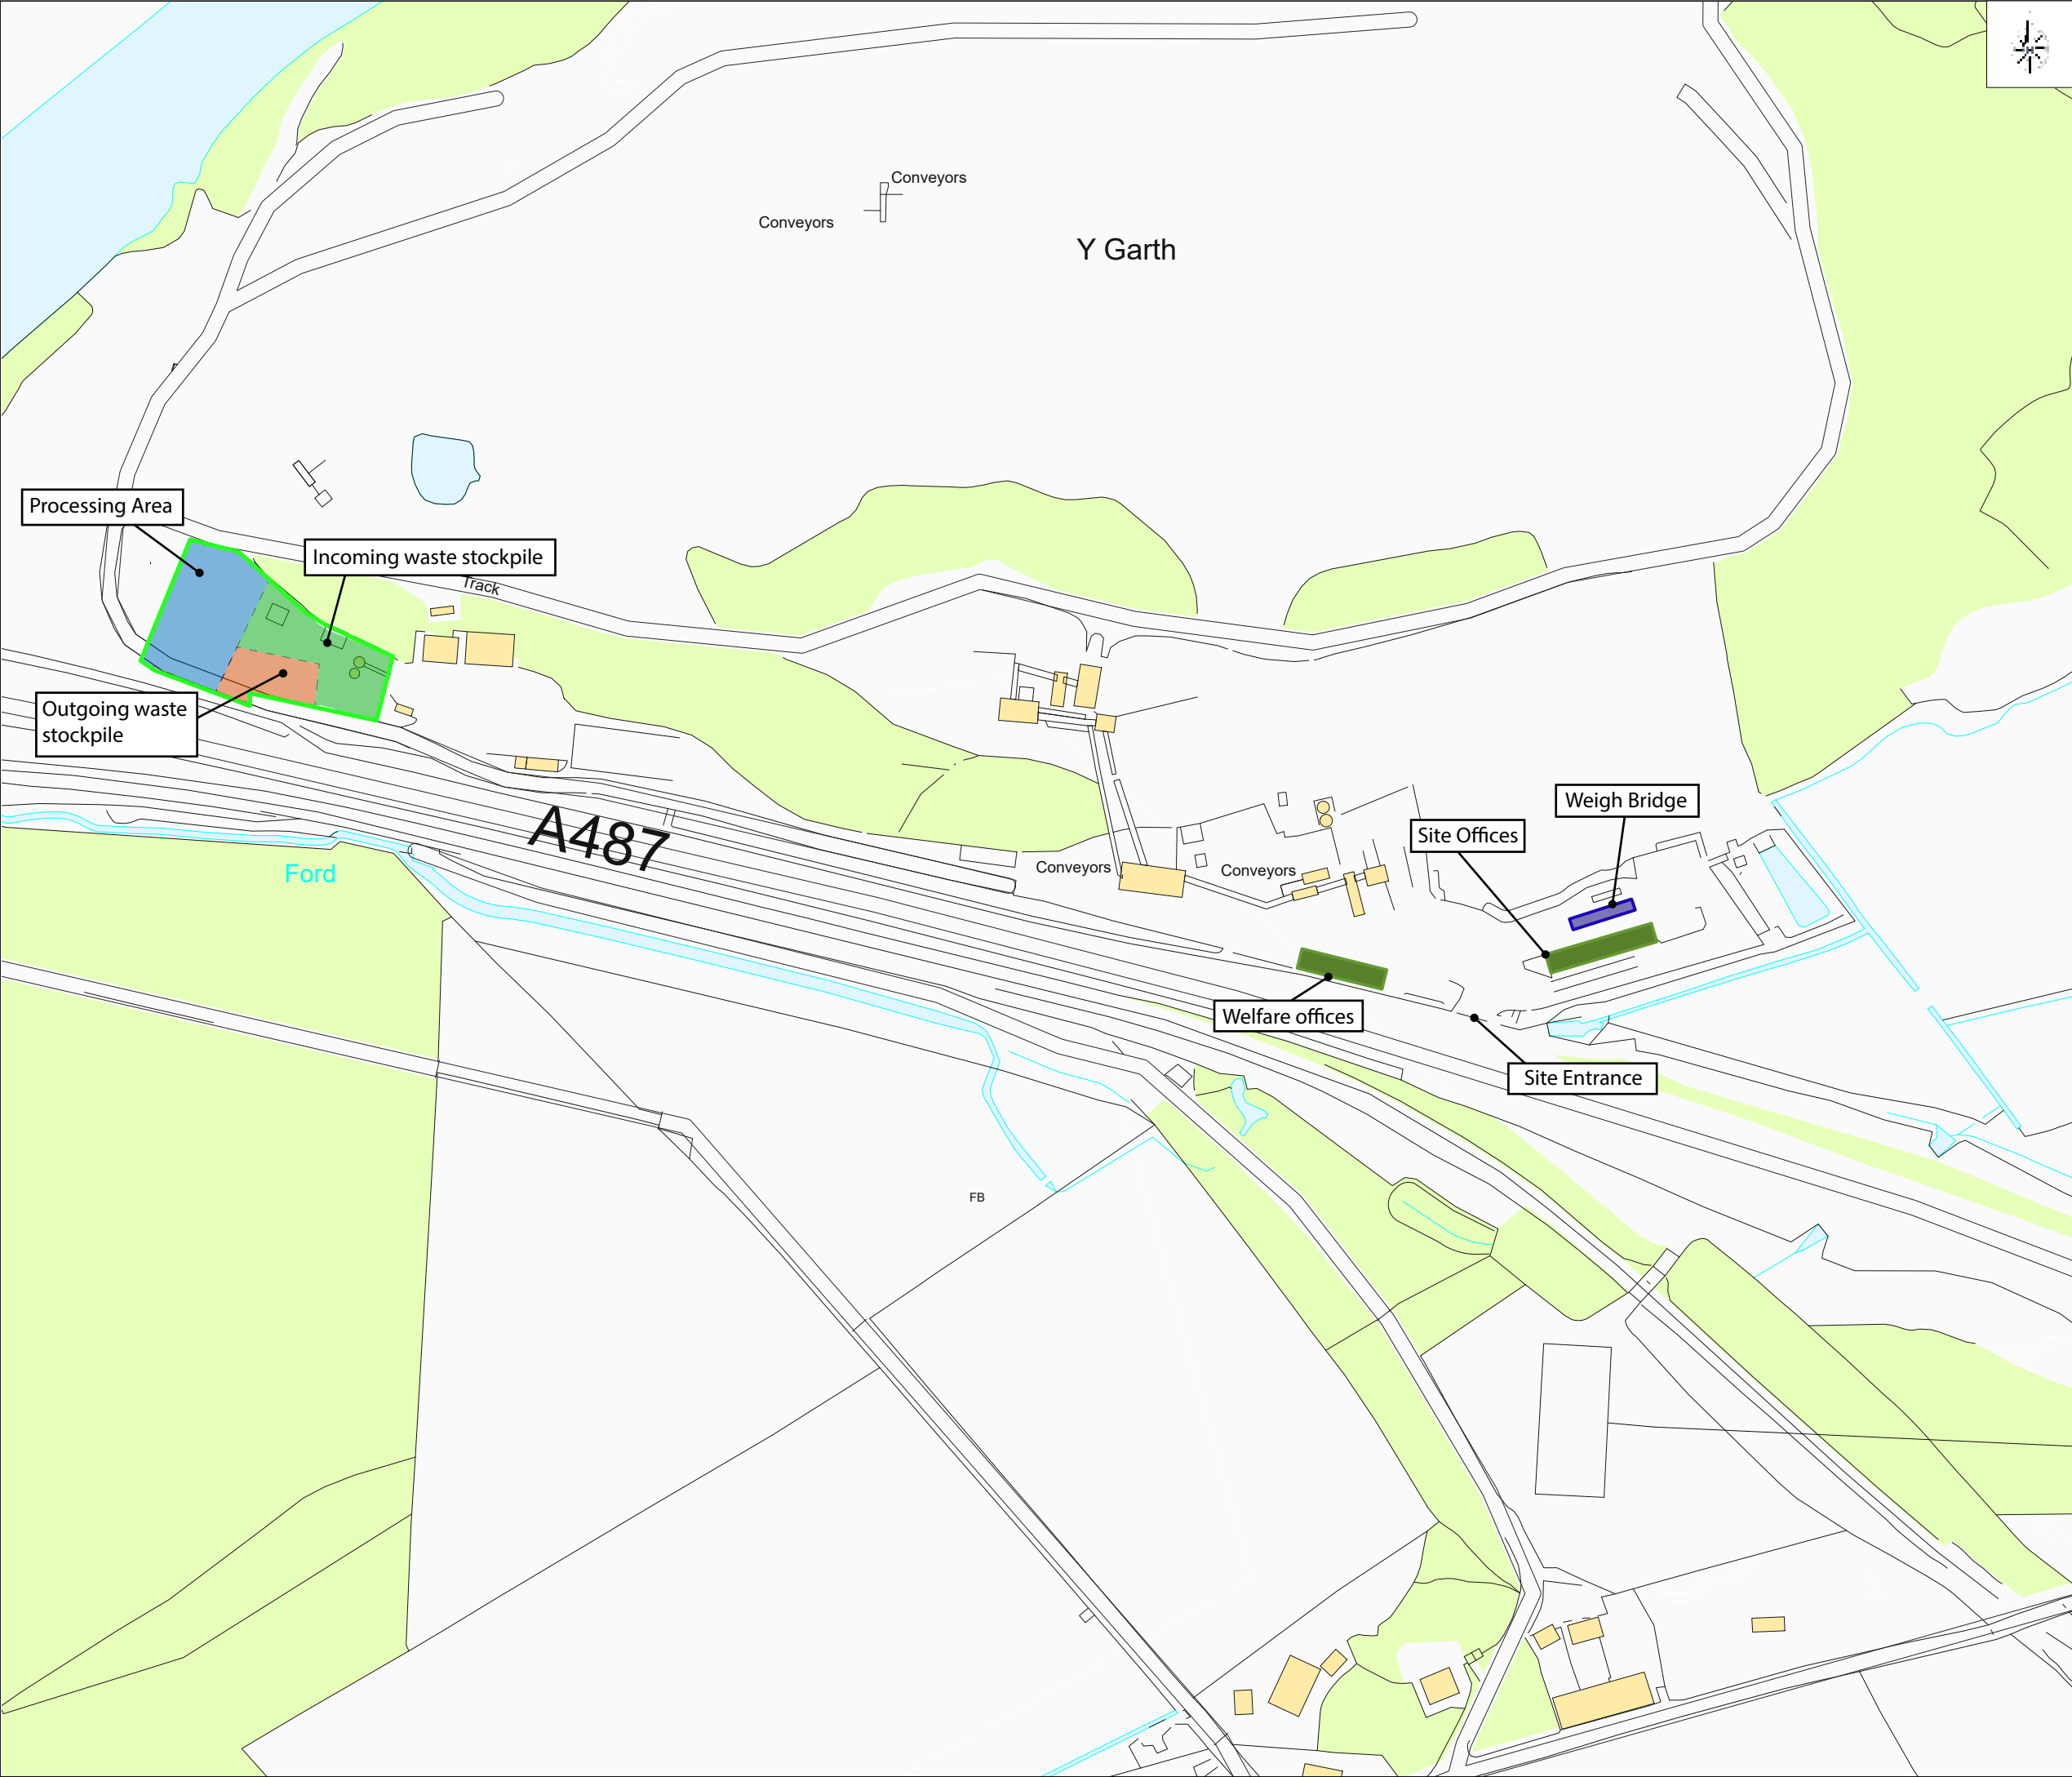 Conveyors
Conveyors
Y Garth
Processing Area
Incoming waste stockpile
Track
Outgoing waste
stockpile
Weigh Bridge
A487
Site Offices
Conveyors
Conveyors
Ford
Welfare offices
Site Entrance
FB